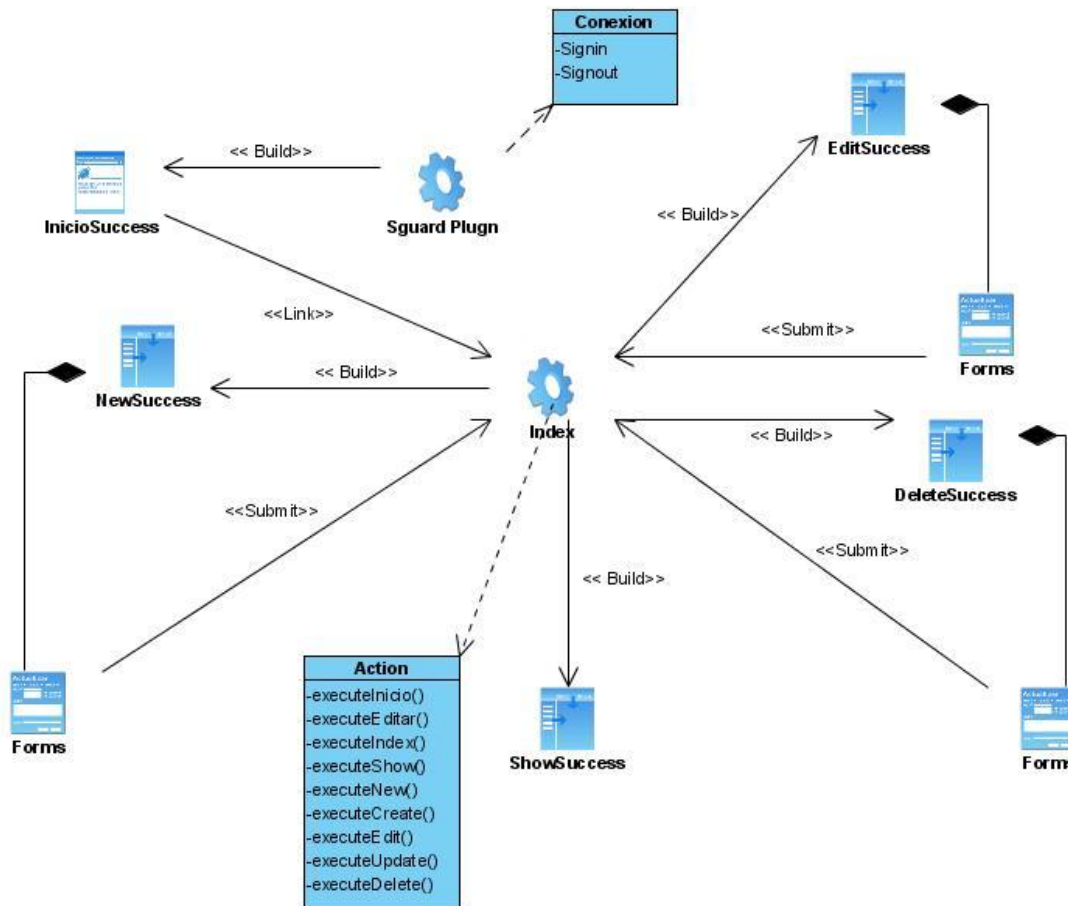 Conexion
-Signin
-Signout
EditSuccess
<< Build>>
InicioSuccess
Sguard Plugn
<< Build>>
<<Link>>
<<Submit>>
Forms
NewSuccess
<< Build>>
Index
<< Build>>
DeleteSuccess
<<Submit>>
<<Submit>>
<< Build>>
Action
-executeInicio()
-executeEditar()
-executeIndex()
-executeShow()
-executeNew()
-executeCreate()
-executeEdit()
-executeUpdate()
-executeDelete()
Forms
ShowSuccess
Forms